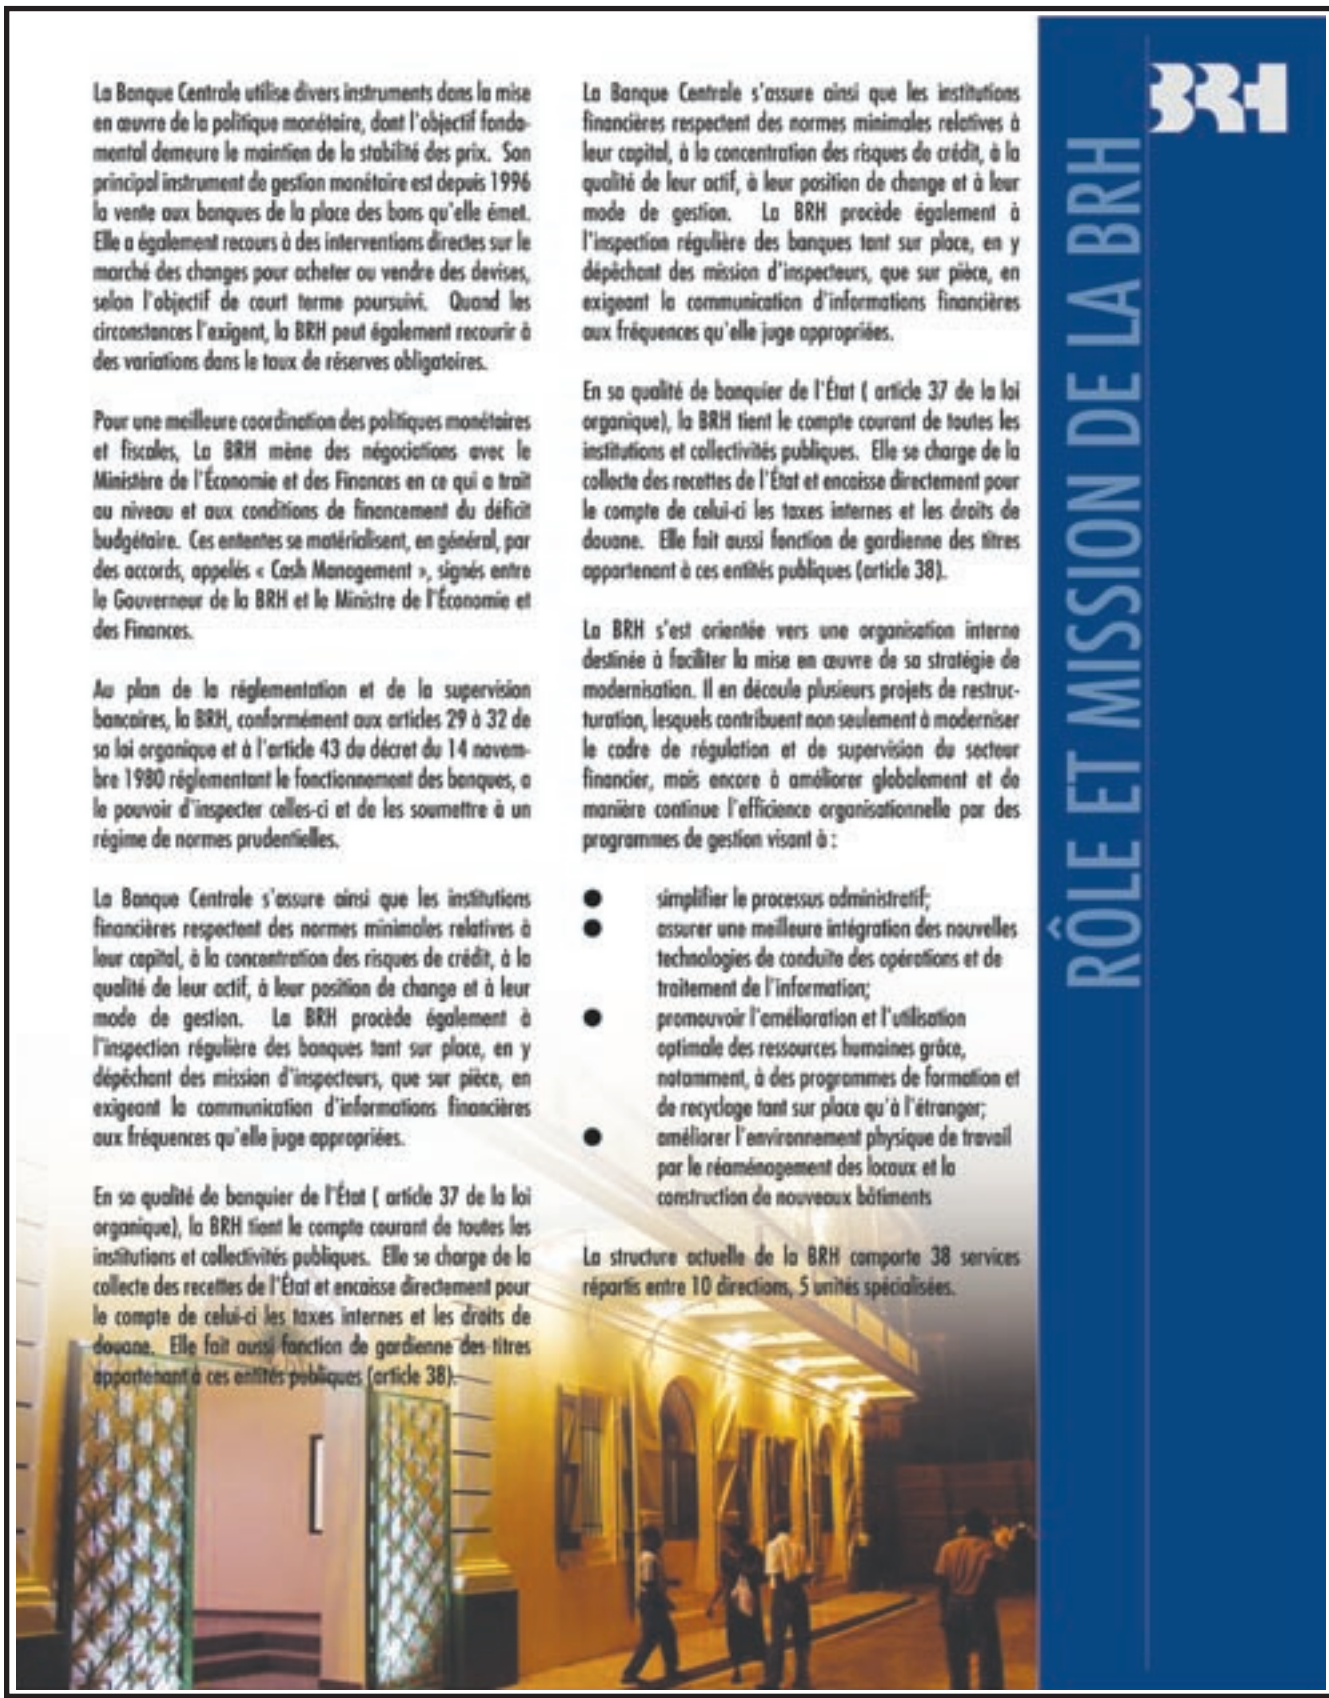 La Banque Centrale utilise divers instruments dans la mise
en œuvre de la politique monétaire, dont l'objectif fonda-
mental demeure le maintien de la stabilité des prix. Son
principal instrument de gestion monétaire est depuis 1996
la vente aux banques de la place des bons qu'elle émet.
Elle a également recours à des interventions directes sur le
marché des changes pour acheter ou vendre des devises,
selon l'objectif de court terme poursuivi. Quand les
circonstances l'exigent, la BRH peut également recourir à
des variations dans le taux de réserves obligatoires.

Pour une meilleure coordination des politiques monétaires
et fiscales, La BRH mène des négociations avec le
Ministère de l'Économie et des Finances en ce qui a trait
au niveau et aux conditions de financement du déficit
budgétaire. Ces ententes se matérialisent, en général, par
des accords, appelés « Cash Management », signés entre
le Gouverneur de la BRH et le Ministre de l'Économie et
des Finances.

Au plan de la réglementation et de la supervision
bancaires, la BRH, conformément aux articles 29 à 32 de
sa loi organique et à l'article 43 du décret du 14 novem-
bre 1980 réglementant le fonctionnement des banques, a
le pouvoir d'inspecter celles-ci et de les soumettre à un
régime de normes prudentielles.

La Banque Centrale s'assure ainsi que les institutions
financières respectent des normes minimales relatives à
leur capital, à la concentration des risques de crédit, à la
qualité de leur actif, à leur position de change et à leur
mode de gestion. La BRH procède également à
l'inspection régulière des banques tant sur place, en y
dépêchant des mission d'inspecteurs, que sur pièce, en
exigeant la communication d'informations financières
aux fréquences qu'elle juge appropriées.

En sa qualité de banquier de l'État ( article 37 de la loi
organique), la BRH tient le compte courant de toutes les
institutions et collectivités publiques. Elle se charge de la
collecte des recettes de l'État et encaisse directement pour
le compte de celui-ci les taxes internes et les droits de
douane. Elle fait aussi fonction de gardienne des titres
appartenant à ces entités publiques (article 38).

La Banque Centrale s'assure ainsi que les institutions
financières respectent des normes minimales relatives à
leur capital, à la concentration des risques de crédit, à la
qualité de leur actif, à leur position de change et à leur
mode de gestion. La BRH procède également à
l'inspection régulière des banques tant sur place, en y
dépêchant des mission d'inspecteurs, que sur pièce, en
exigeant la communication d'informations financières
aux fréquences qu'elle juge appropriées.

En sa qualité de banquier de l'État ( article 37 de la loi
organique), la BRH tient le compte courant de toutes les
institutions et collectivités publiques. Elle se charge de la
collecte des recettes de l'État et encaisse directement pour
le compte de celui-ci les taxes internes et les droits de
douane. Elle fait aussi fonction de gardienne des titres
appartenant à ces entités publiques (article 38).

La BRH s'est orientée vers une organisation interne
destinée à faciliter la mise en œuvre de sa stratégie de
modernisation. Il en découle plusieurs projets de restruc-
turation, lesquels contribuent non seulement à moderniser
le cadre de régulation et de supervision du secteur
financier, mais encore à améliorer globalement et de
manière continue l'efficience organisationnelle par des
programmes de gestion visant à :

● simplifier le processus administratif;
● assurer une meilleure intégration des nouvelles
technologies de conduite des opérations et de
traitement de l'information;
● promouvoir l'amélioration et l'utilisation
optimale des ressources humaines grâce,
notamment, à des programmes de formation et
de recyclage tant sur place qu'à l'étranger;
● améliorer l'environnement physique de travail
par le réaménagement des locaux et la
construction de nouveaux bâtiments

La structure actuelle de la BRH comporte 38 services
répartis entre 10 directions, 5 unités spécialisées.

BRH
RÔLE ET MISSION DE LA BRH